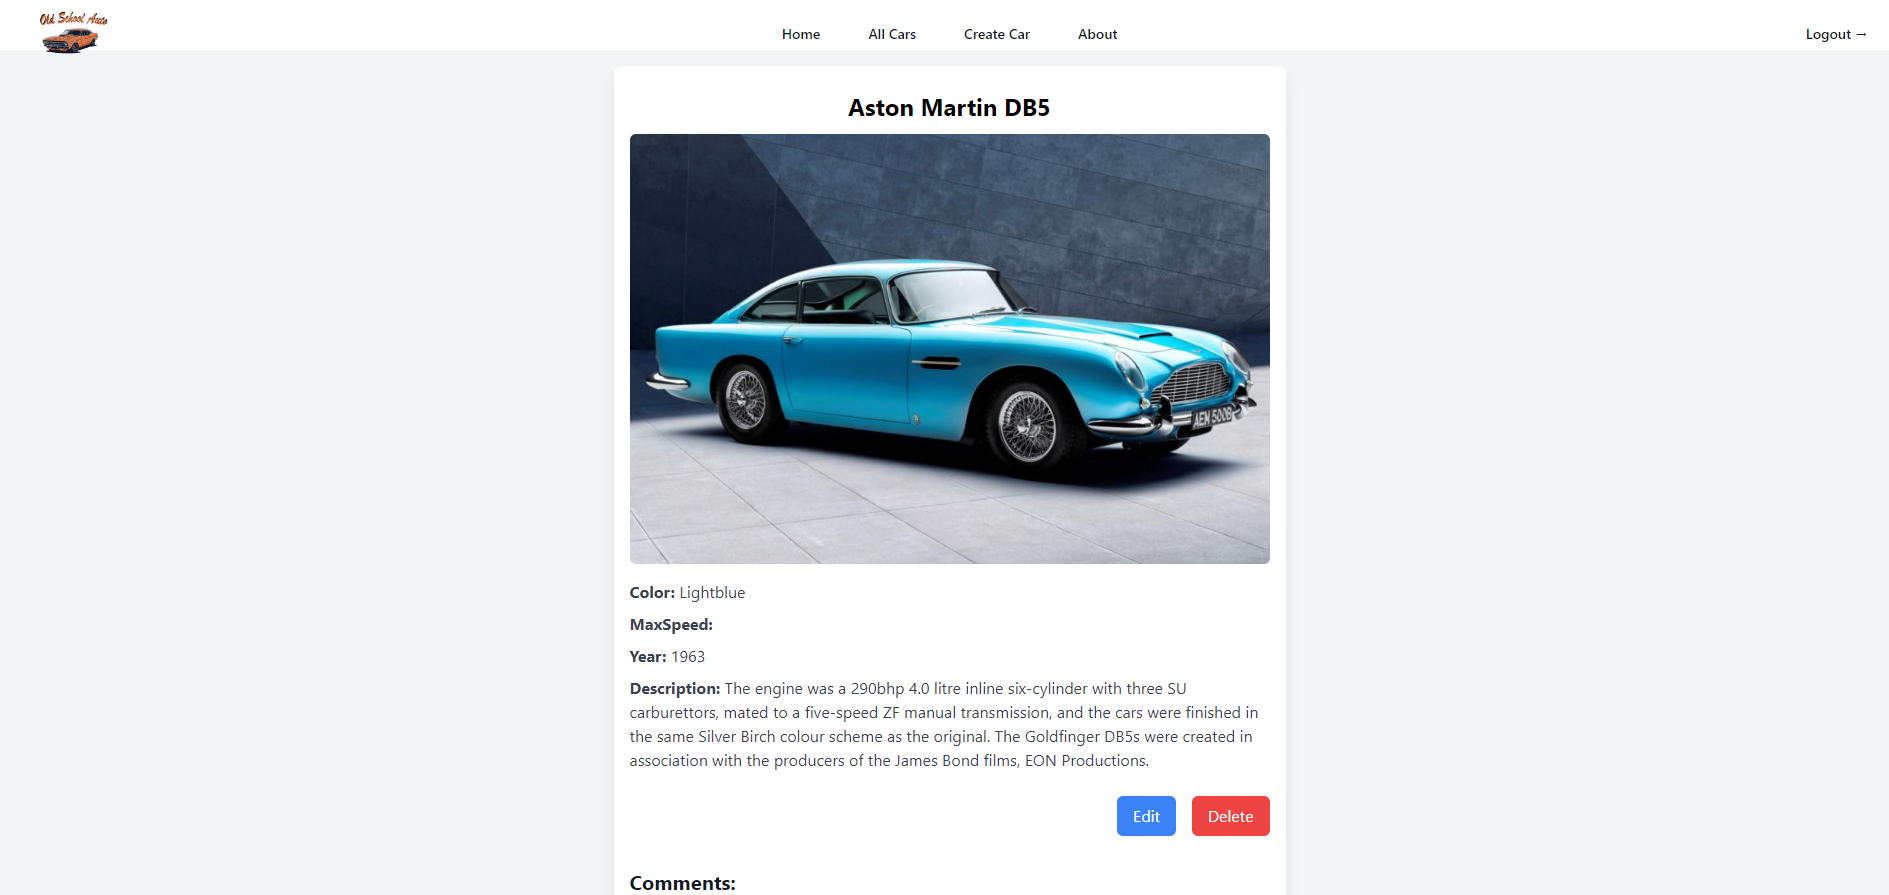 Old School Auto
Home
All Cars
Create Car
About
Logout →
Aston Martin DB5
AEM 500B
Color: Lightblue
MaxSpeed:
Year: 1963
Description: The engine was a 290bhp 4.0 litre inline six-cylinder with three SU
carburettors, mated to a five-speed ZF manual transmission, and the cars were finished in
the same Silver Birch colour scheme as the original. The Goldfinger DB5s were created in
association with the producers of the James Bond films, EON Productions.
Edit
Delete
Comments: